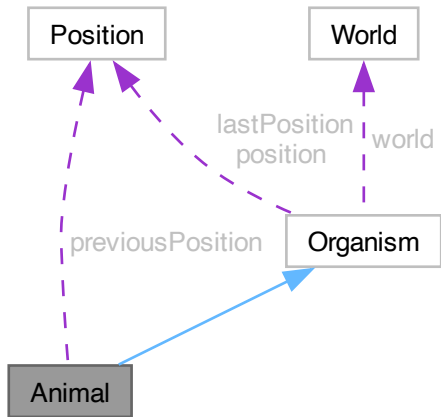 Position
World
lastPosition
position
world
previousPosition
Organism
Animal